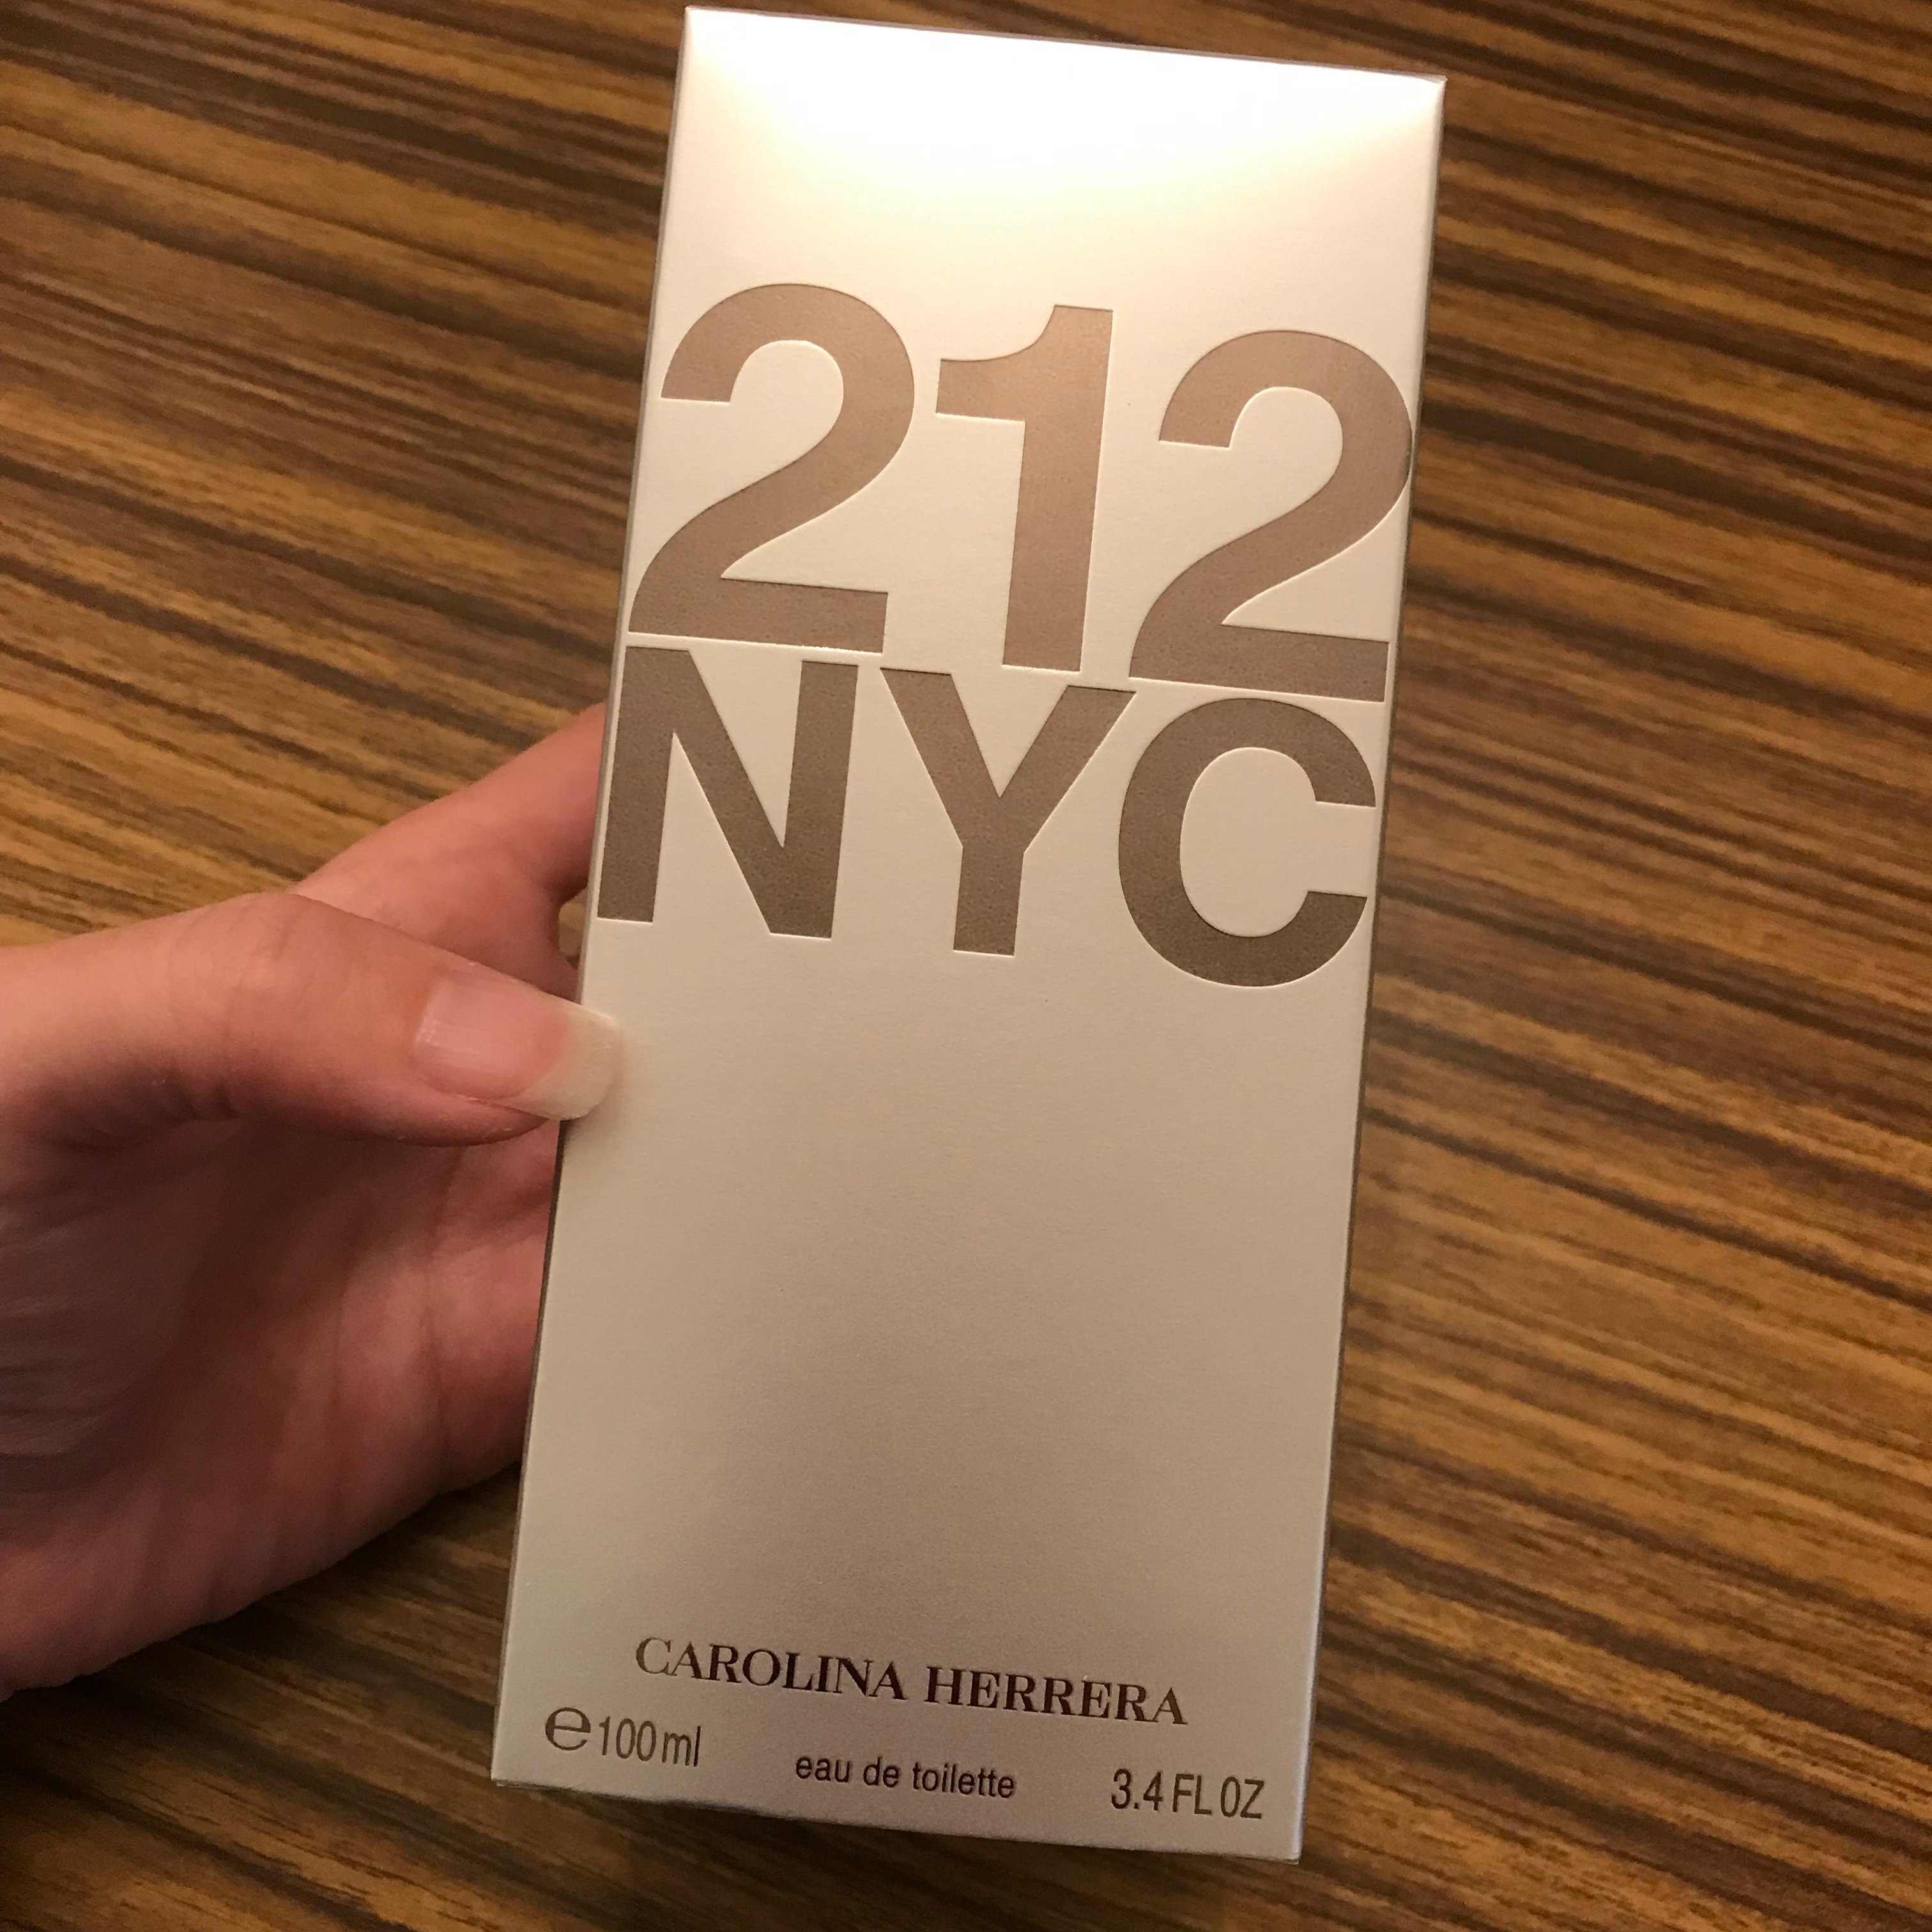 212
NYC
CAROLINA HERRERA
℮100ml eau de toilette 3.4 FL OZ